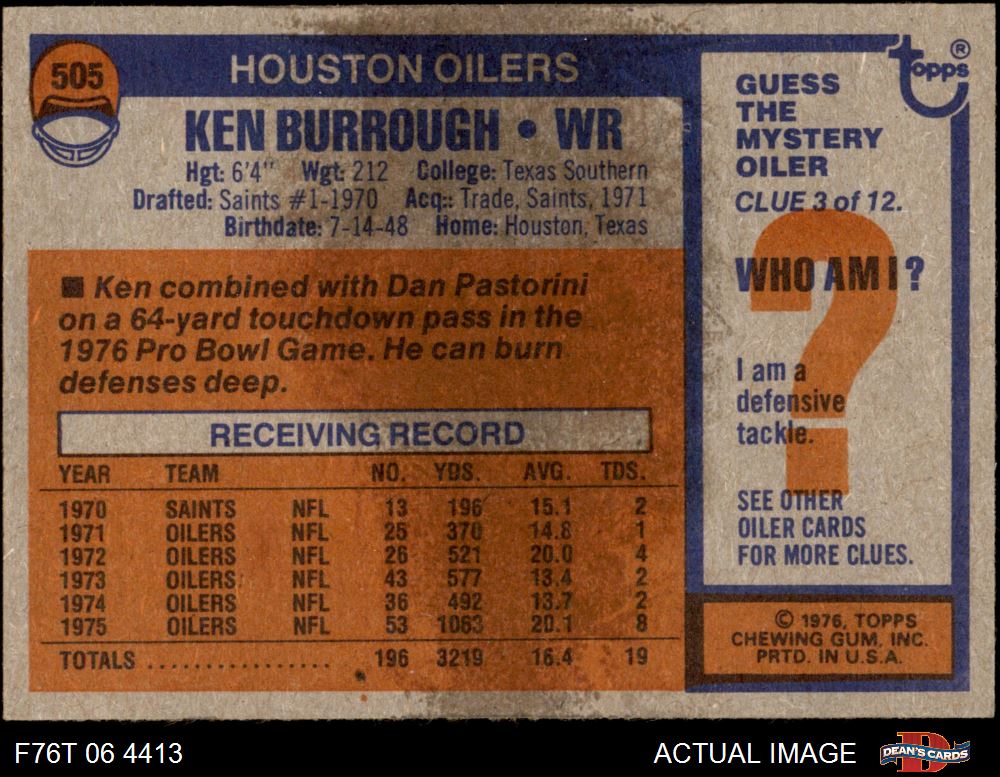 505
HOUSTON OILERS
KEN BURROUGH • WR
Hgt: 6'4" Wgt: 212 College: Texas Southern
Drafted: Saints #1-1970 Acq.: Trade, Saints, 1971
Birthdate: 7-14-48 Home: Houston, Texas
■ Ken combined with Dan Pastorini
on a 64-yard touchdown pass in the
1976 Pro Bowl Game. He can burn
defenses deep.
RECEIVING RECORD
YEAR TEAM NO. YDS. AVG. TDS.
1970 SAINTS NFL 13 196 15.1 2
1971 OILERS NFL 25 370 14.8 1
1972 OILERS NFL 26 521 20.0 4
1973 OILERS NFL 43 577 13.4 2
1974 OILERS NFL 36 492 13.7 2
1975 OILERS NFL 53 1063 20.1 8
TOTALS ................ 196 3219 16.4 19
topps ®
GUESS
THE
MYSTERY
OILER
CLUE 3 of 12.
?
WHO AM I?
I am a
defensive
tackle.
SEE OTHER
OILER CARDS
FOR MORE CLUES.
© 1976, TOPPS
CHEWING GUM, INC.
PRTD. IN U.S.A.
F76T 06 4413
ACTUAL IMAGE
D
DEAN'S CARDS